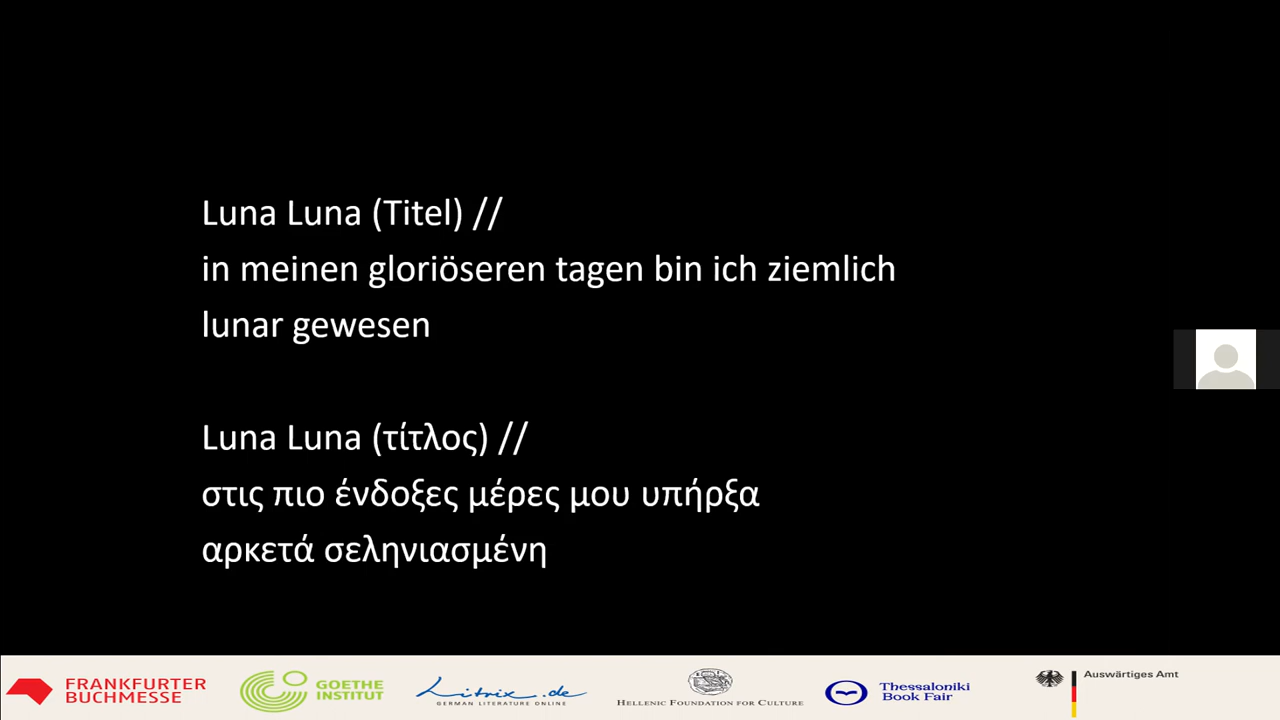 Luna Luna (Titel) //
in meinen gloriöseren tagen bin ich ziemlich
lunar gewesen
Luna Luna (τίτλος) //
στις πιο ένδοξες μέρες μου υπήρξα
αρκετά σεληνιασμένη
FRANKFURTER
BUCHMESSE
GOETHE
INSTITUT
Litrix.de
GERMAN LITERATURE ONLINE
HELLENIC FOUNDATION FOR CULTURE
Thessaloniki
Book Fair
Auswärtiges Amt